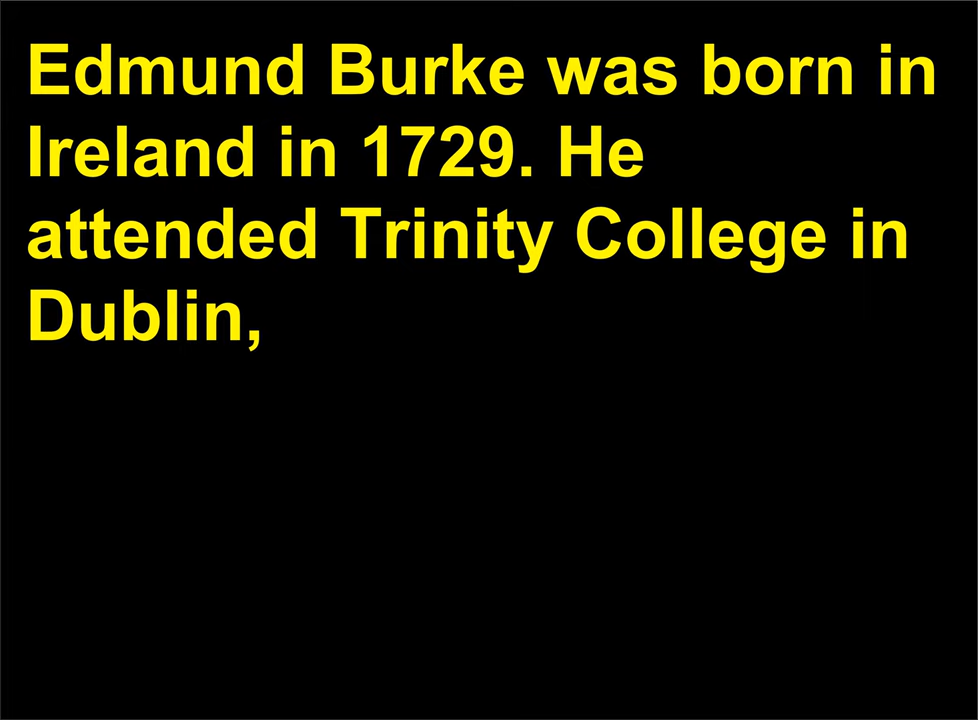 Edmund Burke was born in
Ireland in 1729. He
attended Trinity College in
Dublin,